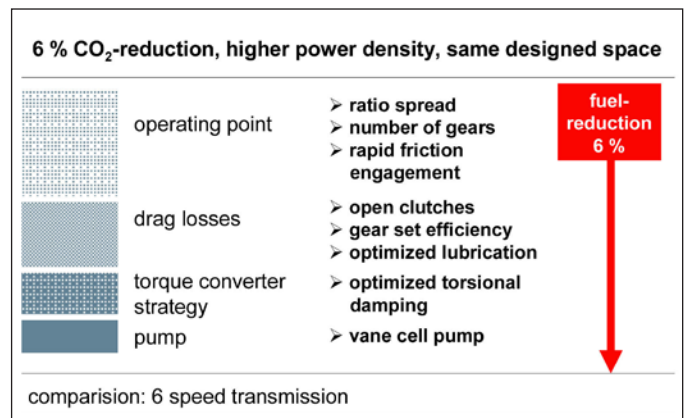 6 % CO₂-reduction, higher power density, same designed space
operating point
➢ ratio spread
➢ number of gears
➢ rapid friction
engagement
fuel-
reduction
6 %
drag losses
➢ open clutches
➢ gear set efficiency
➢ optimized lubrication
torque converter
strategy
➢ optimized torsional
damping
pump
➢ vane cell pump
comparision: 6 speed transmission